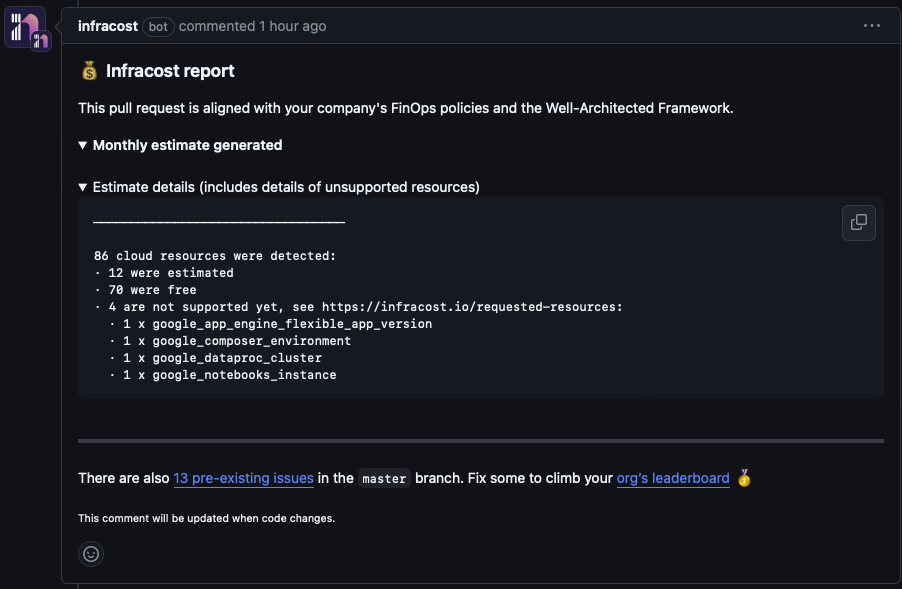 infracost bot commented 1 hour ago
💰 Infracost report
This pull request is aligned with your company's FinOps policies and the Well-Architected Framework.
▼ Monthly estimate generated
▼ Estimate details (includes details of unsupported resources)
──────────────────────────────────
86 cloud resources were detected:
∙ 12 were estimated
∙ 70 were free
∙ 4 are not supported yet, see https://infracost.io/requested-resources:
∙ 1 x google_app_engine_flexible_app_version
∙ 1 x google_composer_environment
∙ 1 x google_dataproc_cluster
∙ 1 x google_notebooks_instance
There are also 13 pre-existing issues in the master branch. Fix some to climb your org’s leaderboard 🥇
This comment will be updated when code changes.